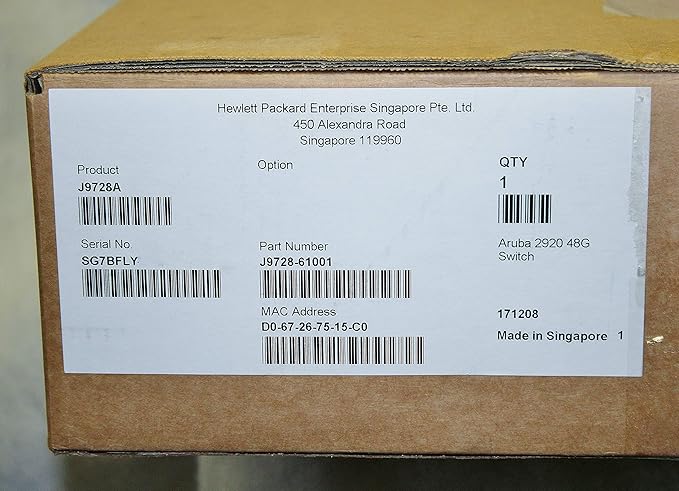 Hewlett Packard Enterprise Singapore Pte. Ltd.
450 Alexandra Road
Singapore 119960
Product
J9728A
Option
QTY
1
Serial No.
SG7BFLY
Part Number
J9728-61001
Aruba 2920 48G
Switch
MAC Address
D0-67-26-75-15-C0
171208
Made in Singapore 1